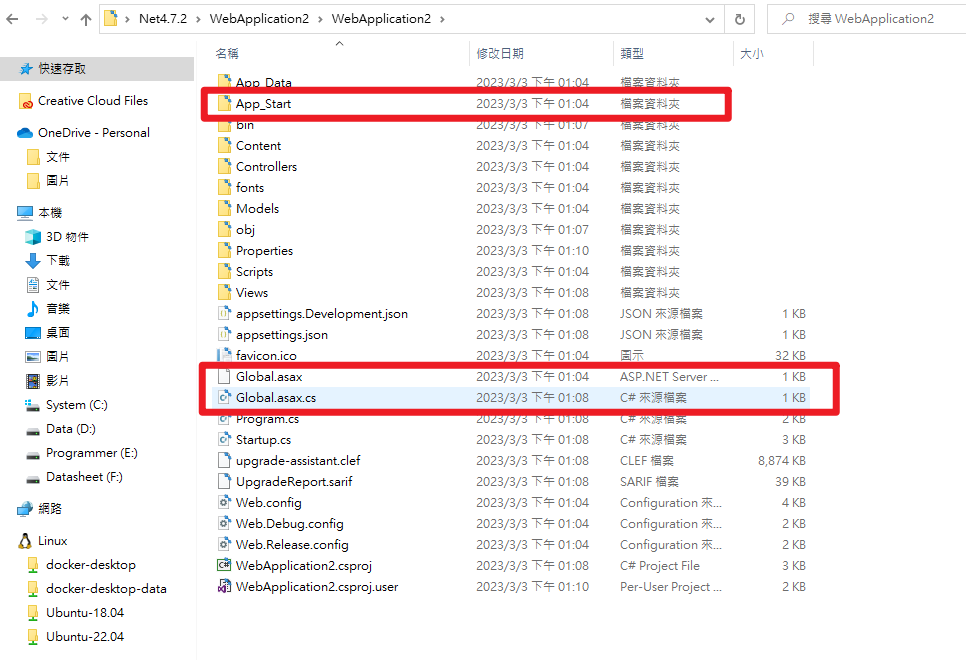 Net4.7.2 › WebApplication2 › WebApplication2 ›
搜尋 WebApplication2
名稱 修改日期 類型 大小
快速存取
Creative Cloud Files
OneDrive - Personal
文件
圖片
本機
3D 物件
下載
文件
音樂
桌面
圖片
影片
System (C:)
Data (D:)
Programmer (E:)
Datasheet (F:)
網路
Linux
docker-desktop
docker-desktop-data
Ubuntu-18.04
Ubuntu-22.04
App_Data 2023/3/3 下午 01:04 檔案資料夾
App_Start 2023/3/3 下午 01:04 檔案資料夾
bin 2023/3/3 下午 01:07 檔案資料夾
Content 2023/3/3 下午 01:04 檔案資料夾
Controllers 2023/3/3 下午 01:04 檔案資料夾
fonts 2023/3/3 下午 01:04 檔案資料夾
Models 2023/3/3 下午 01:04 檔案資料夾
obj 2023/3/3 下午 01:07 檔案資料夾
Properties 2023/3/3 下午 01:10 檔案資料夾
Scripts 2023/3/3 下午 01:04 檔案資料夾
Views 2023/3/3 下午 01:08 檔案資料夾
appsettings.Development.json 2023/3/3 下午 01:08 JSON 來源檔案 1 KB
appsettings.json 2023/3/3 下午 01:08 JSON 來源檔案 1 KB
favicon.ico 2023/3/3 下午 01:04 圖示 32 KB
Global.asax 2023/3/3 下午 01:04 ASP.NET Server ... 1 KB
Global.asax.cs 2023/3/3 下午 01:08 C# 來源檔案 1 KB
Program.cs 2023/3/3 下午 01:08 C# 來源檔案 2 KB
Startup.cs 2023/3/3 下午 01:08 C# 來源檔案 3 KB
upgrade-assistant.clef 2023/3/3 下午 01:08 CLEF 檔案 8,874 KB
UpgradeReport.sarif 2023/3/3 下午 01:08 SARIF 檔案 39 KB
Web.config 2023/3/3 下午 01:04 Configuration 來... 4 KB
Web.Debug.config 2023/3/3 下午 01:04 Configuration 來... 2 KB
Web.Release.config 2023/3/3 下午 01:04 Configuration 來... 2 KB
WebApplication2.csproj 2023/3/3 下午 01:08 C# Project File 3 KB
WebApplication2.csproj.user 2023/3/3 下午 01:10 Per-User Project ... 2 KB